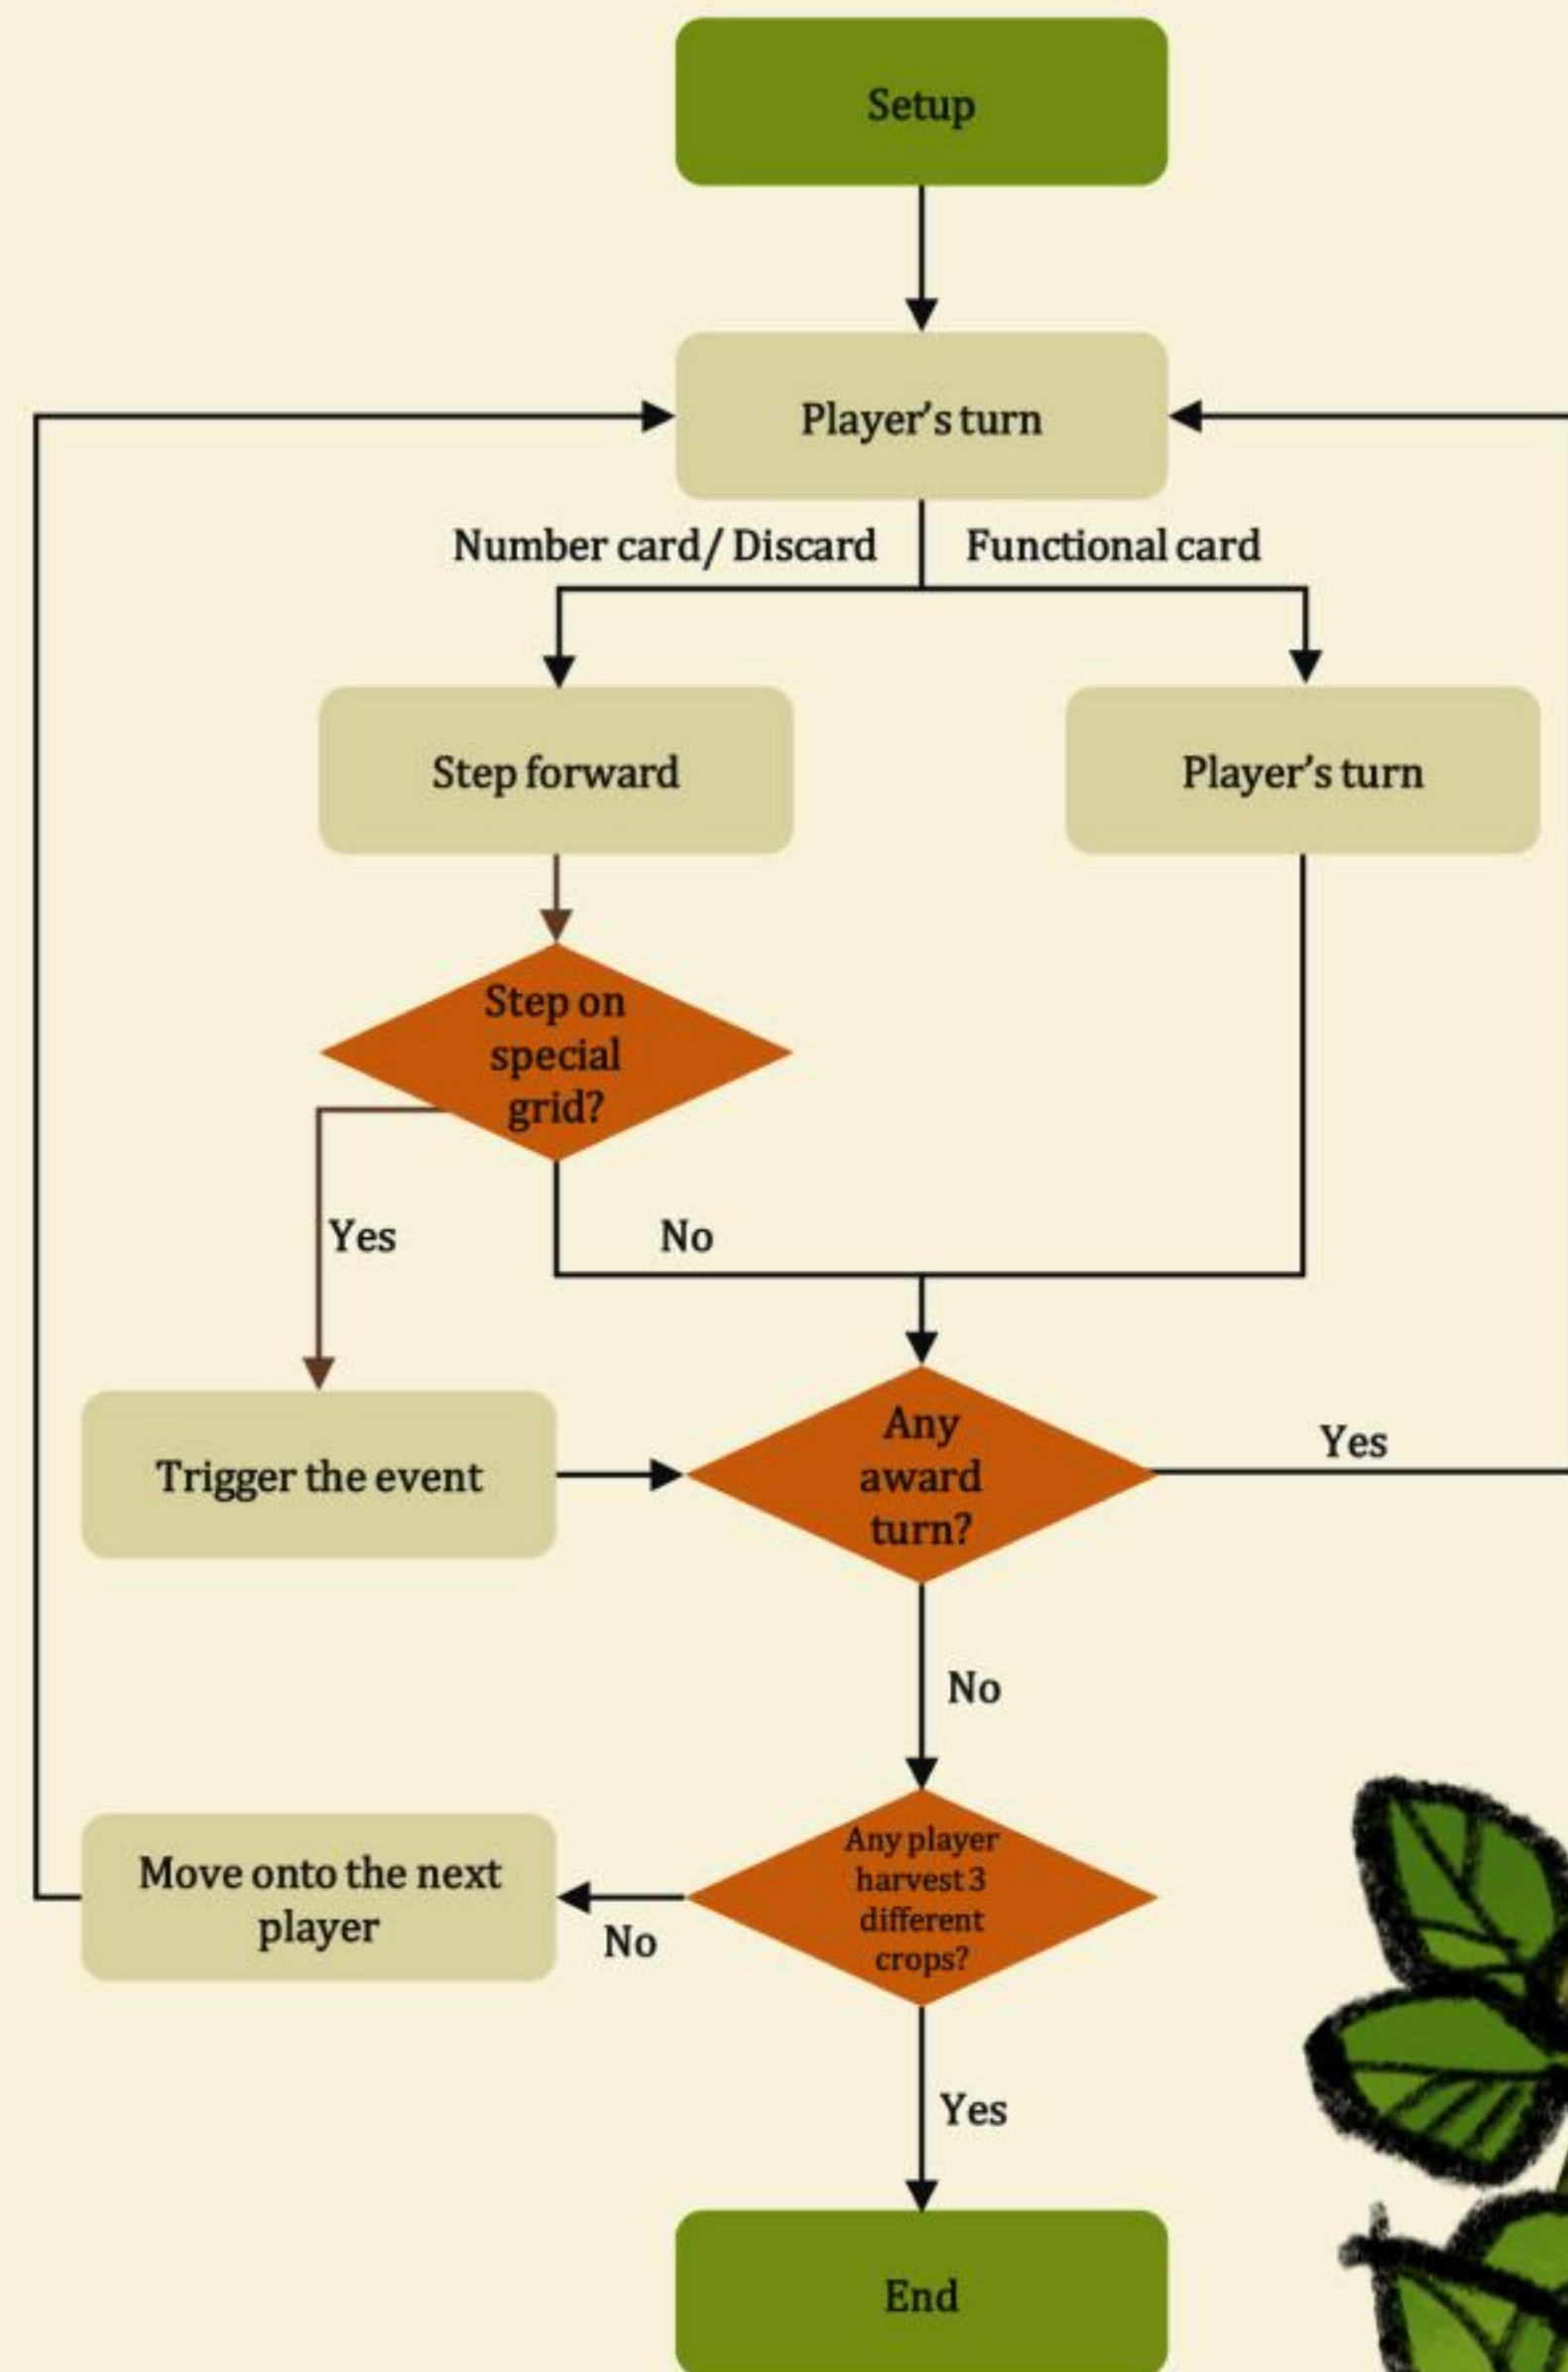 Setup
Player’s turn
Number card/ Discard
Functional card
Step forward
Player’s turn
Step on
special
grid?
Yes
No
Trigger the event
Any
award
turn?
Yes
No
Move onto the next
player
No
Any player
harvest 3
different
crops?
Yes
End